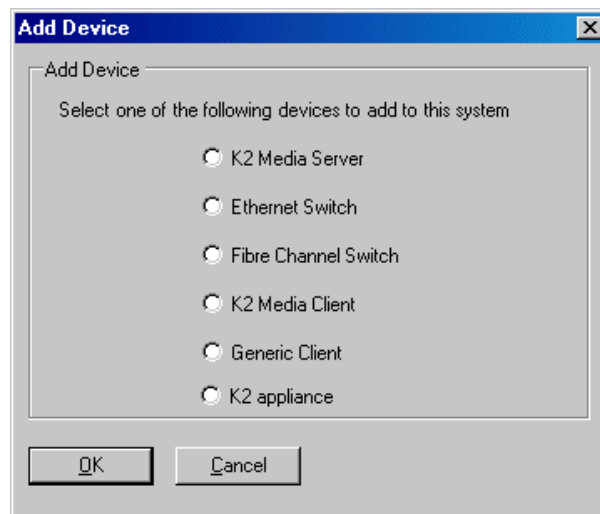 Add Device
Add Device
Select one of the following devices to add to this system
K2 Media Server
Ethernet Switch
Fibre Channel Switch
K2 Media Client
Generic Client
K2 appliance
OK
Cancel